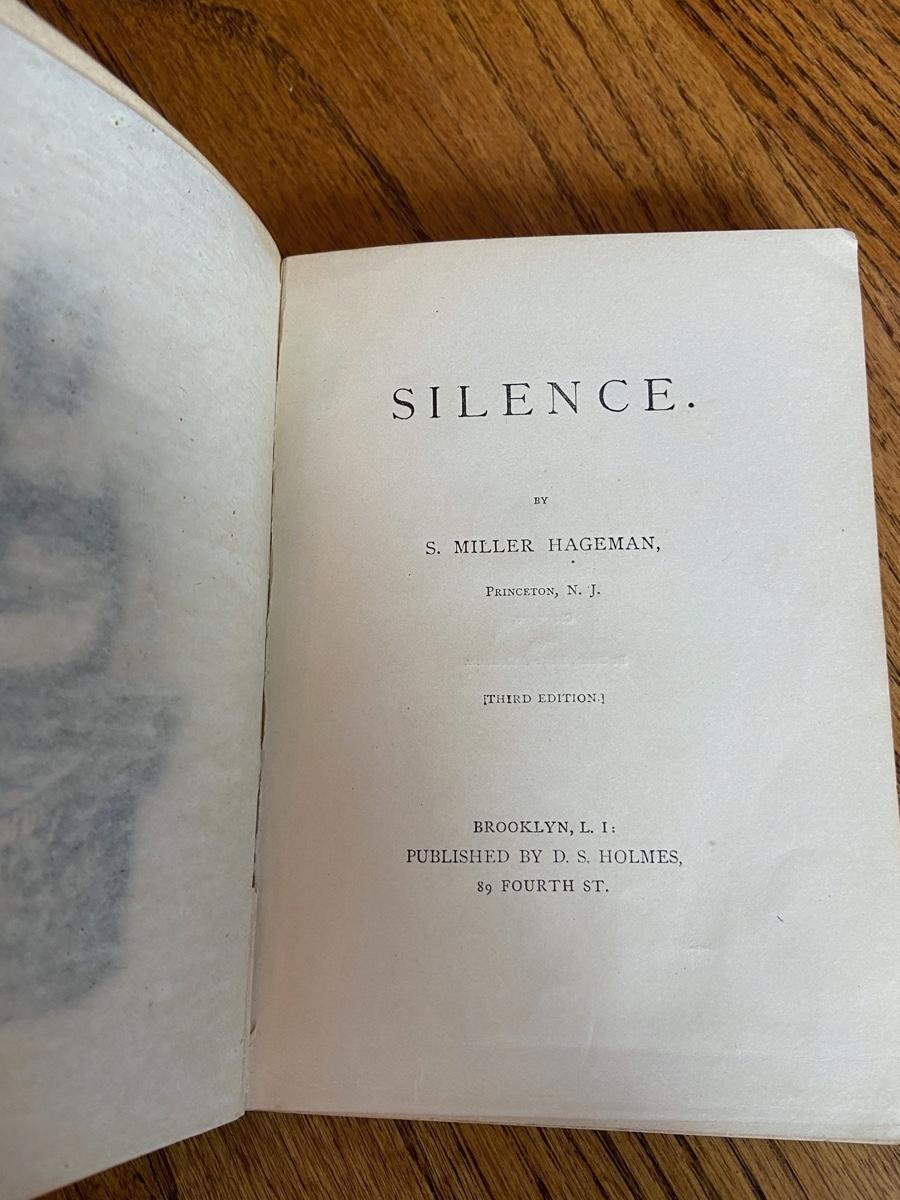 SILENCE.
BY
S. MILLER HAGEMAN,
PRINCETON, N. J.
[THIRD EDITION.]
BROOKLYN, L. I:
PUBLISHED BY D. S. HOLMES,
89 FOURTH ST.